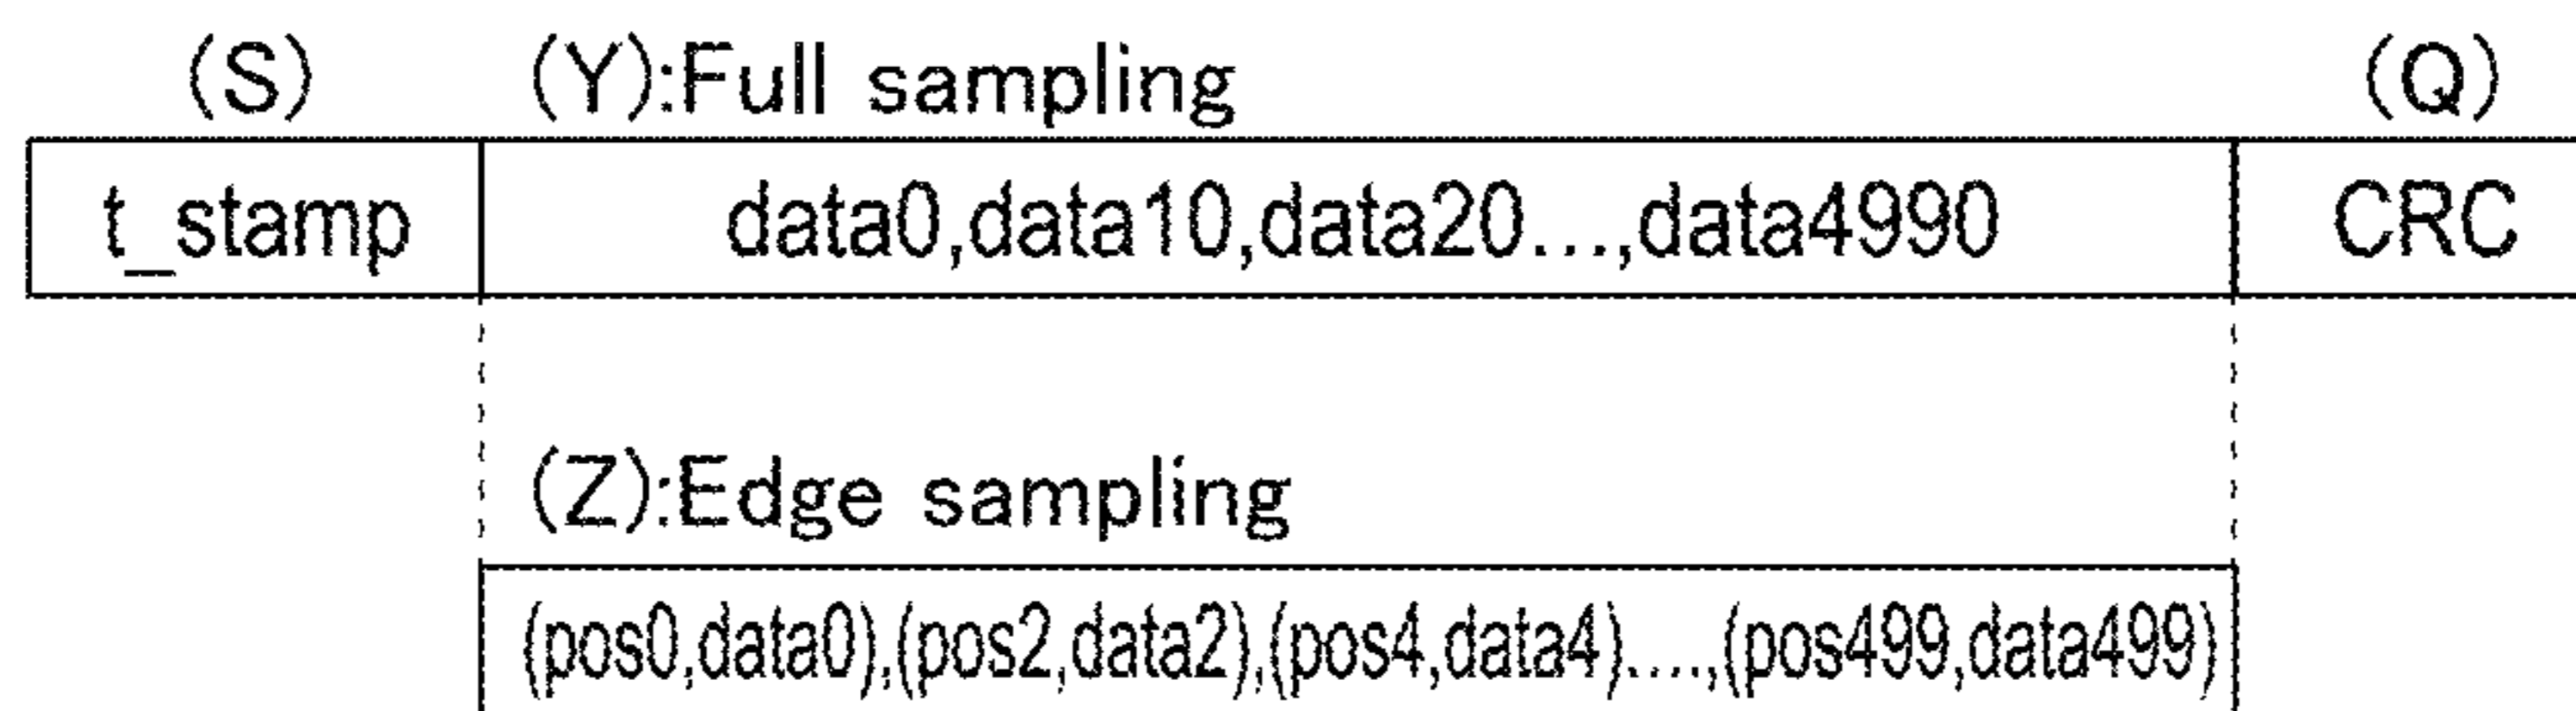 (S) (Y):Full sampling (Q)
t_stamp data0,data10,data20...,data4990 CRC
(Z):Edge sampling
(pos0,data0),(pos2,data2),(pos4,data4)....,(pos499,data499)